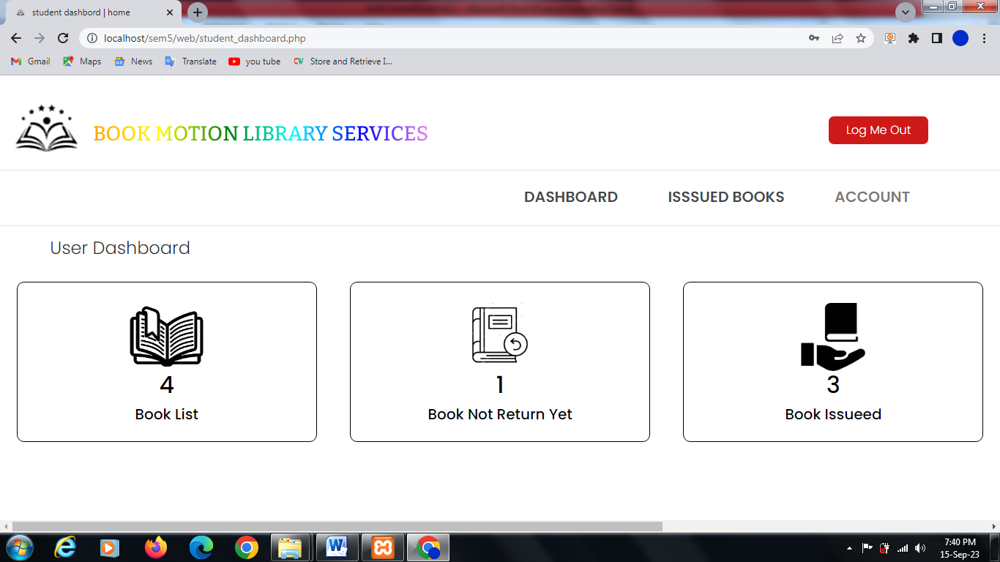 student dashbord | home
localhost/sem5/web/student_dashboard.php
Gmail Maps News Translate you tube Store and Retrieve I...
BOOK MOTION LIBRARY SERVICES
Log Me Out
DASHBOARD ISSSUED BOOKS ACCOUNT
User Dashboard
4
Book List
1
Book Not Return Yet
3
Book Issueed
7:40 PM
15-Sep-23